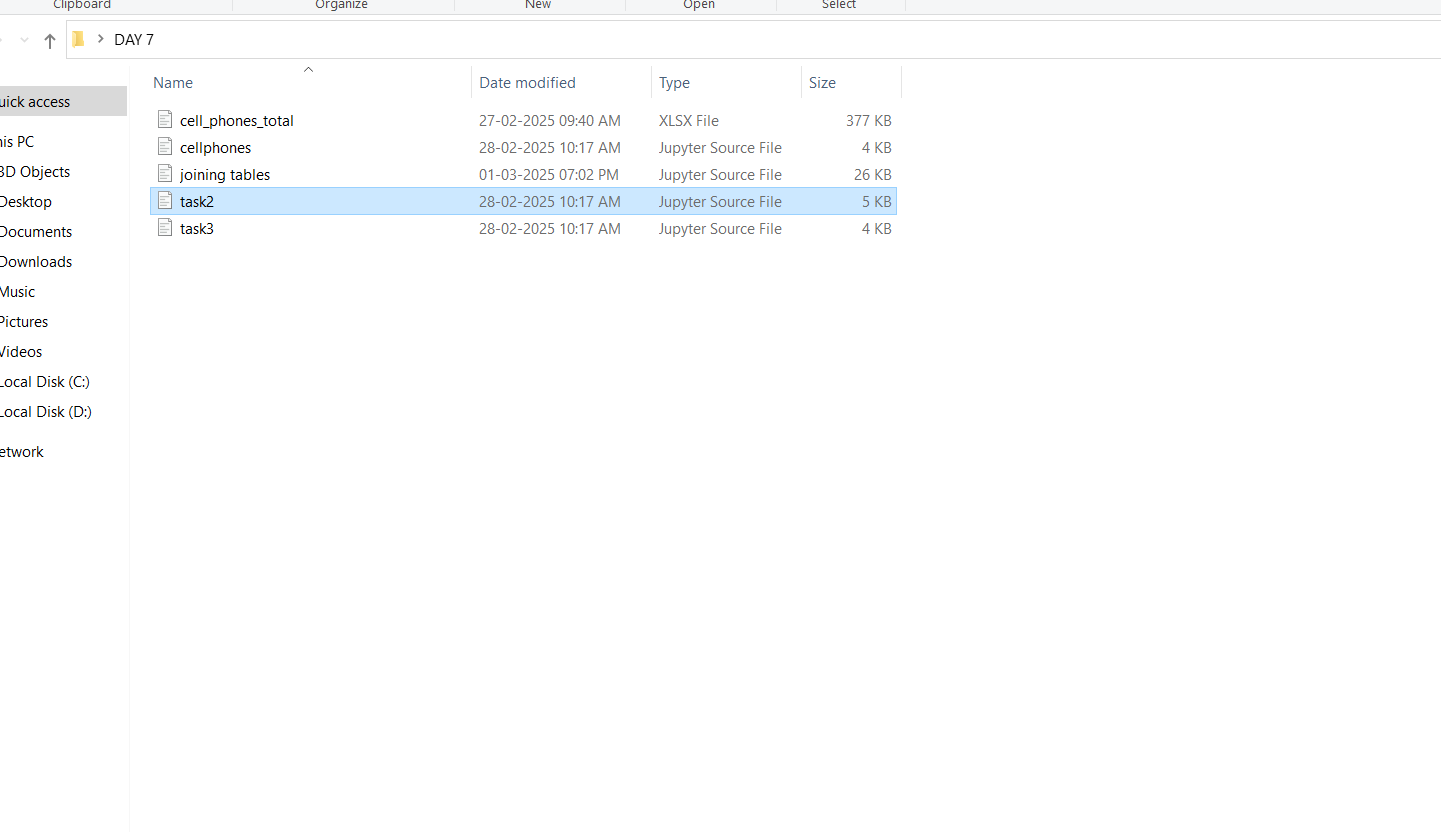 Clipboard Organize New Open Select
DAY 7
Name Date modified Type Size
uick access
cell_phones_total 27-02-2025 09:40 AM XLSX File 377 KB
his PC
cellphones 28-02-2025 10:17 AM Jupyter Source File 4 KB
3D Objects
joining tables 01-03-2025 07:02 PM Jupyter Source File 26 KB
Desktop
task2 28-02-2025 10:17 AM Jupyter Source File 5 KB
Documents
task3 28-02-2025 10:17 AM Jupyter Source File 4 KB
Downloads
Music
Pictures
Videos
Local Disk (C:)
Local Disk (D:)
etwork